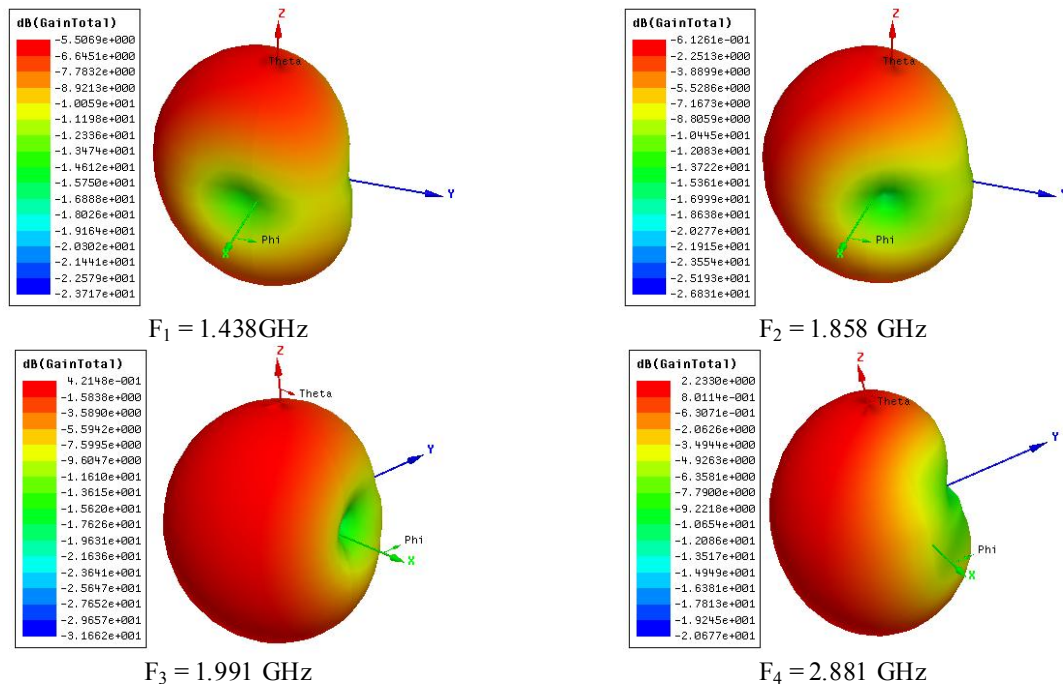 dB(GainTotal)
-5.5069e+000
-6.6451e+000
-7.7832e+000
-8.9213e+000
-1.0059e+001
-1.1198e+001
-1.2336e+001
-1.3474e+001
-1.4612e+001
-1.5750e+001
-1.6888e+001
-1.8026e+001
-1.9164e+001
-2.0302e+001
-2.1441e+001
-2.2579e+001
-2.3717e+001
Z
Theta
Y
Phi
X
F1 = 1.438GHz
dB(GainTotal)
-6.1261e-001
-2.2513e+000
-3.8899e+000
-5.5286e+000
-7.1673e+000
-8.8059e+000
-1.0445e+001
-1.2083e+001
-1.3722e+001
-1.5361e+001
-1.6999e+001
-1.8638e+001
-2.0277e+001
-2.1915e+001
-2.3554e+001
-2.5193e+001
-2.6831e+001
Z
Theta
Phi
X
F2 = 1.858 GHz
dB(GainTotal)
4.2148e-001
-1.5838e+000
-3.5890e+000
-5.5942e+000
-7.5995e+000
-9.6047e+000
-1.1610e+001
-1.3615e+001
-1.5620e+001
-1.7626e+001
-1.9631e+001
-2.1636e+001
-2.3641e+001
-2.5647e+001
-2.7652e+001
-2.9657e+001
-3.1662e+001
Z
Theta
Y
Phi
X
F3 = 1.991 GHz
dB(GainTotal)
2.2330e+000
8.0114e-001
-6.3071e-001
-2.0626e+000
-3.4944e+000
-4.9263e+000
-6.3581e+000
-7.7900e+000
-9.2218e+000
-1.0654e+001
-1.2086e+001
-1.3517e+001
-1.4949e+001
-1.6381e+001
-1.7813e+001
-1.9245e+001
-2.0677e+001
Z
Theta
Y
Phi
X
F4 = 2.881 GHz